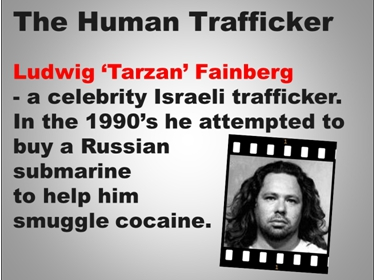 The Human Trafficker
Ludwig ‘Tarzan’ Fainberg
- a celebrity Israeli trafficker.
In the 1990’s he attempted to
buy a Russian
submarine
to help him
smuggle cocaine.